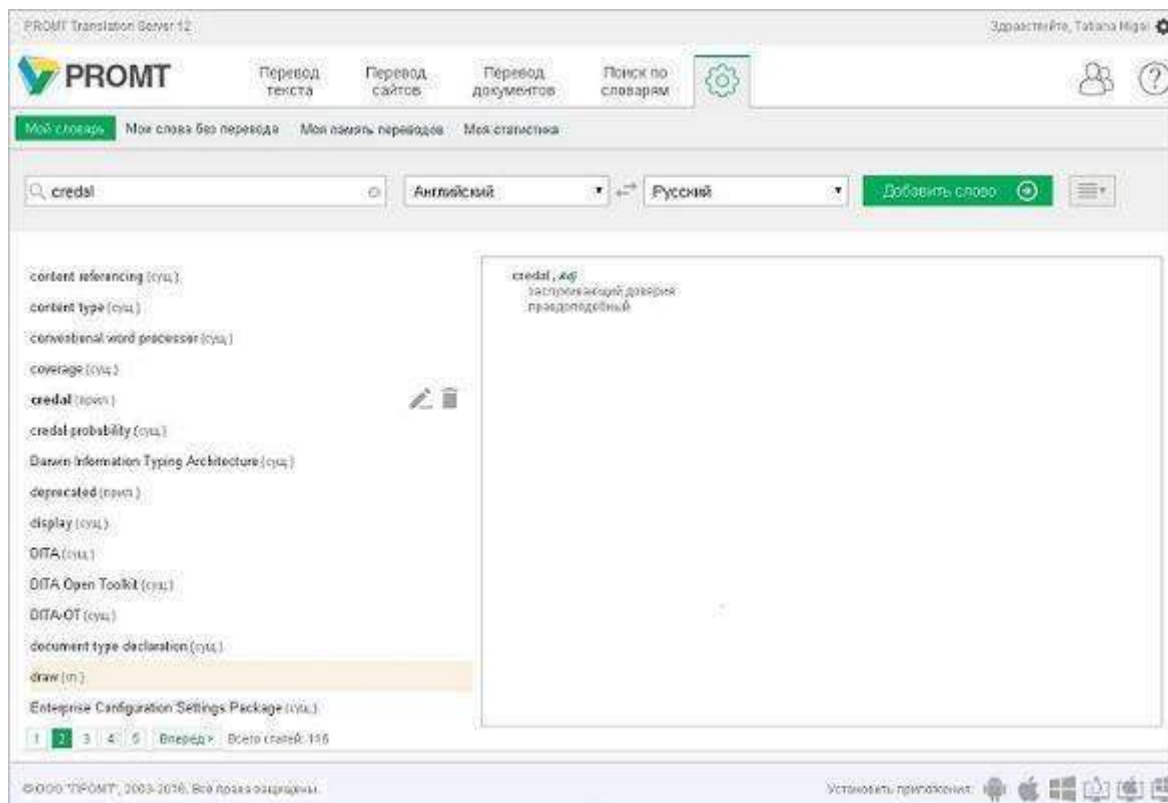 PROMT Translation Server 12
Здравствуйте, Tatiana Migal
PROMT
Перевод текста
Перевод сайтов
Перевод документов
Поиск по словарям
Мой словарь
Мои слова без перевода
Моя память переводов
Моя статистика
credal
Английский
Русский
Добавить слово
content referencing (сущ.)
content type (сущ.)
conventional word processor (сущ.)
coverage (сущ.)
credal (прил.)
credal probability (сущ.)
Darwin Information Typing Architecture (сущ.)
deprecated (прил.)
display (сущ.)
DITA (сущ.)
DITA Open Toolkit (сущ.)
DITA-OT (сущ.)
document type declaration (сущ.)
draw (гл.)
Enterprise Configuration Settings Package (сущ.)
credal, adj
заслуживающий доверия
правдоподобный
1 2 3 4 5 Вперед > Всего статей: 116
© ООО "ПРОМТ", 2003-2016. Все права защищены.
Установить приложения: